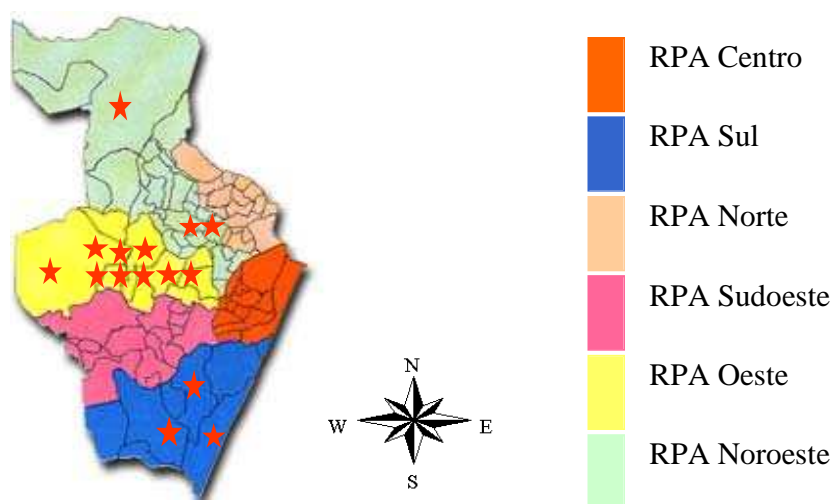 RPA Centro
RPA Sul
RPA Norte
RPA Sudoeste
RPA Oeste
RPA Noroeste
N
W E
S